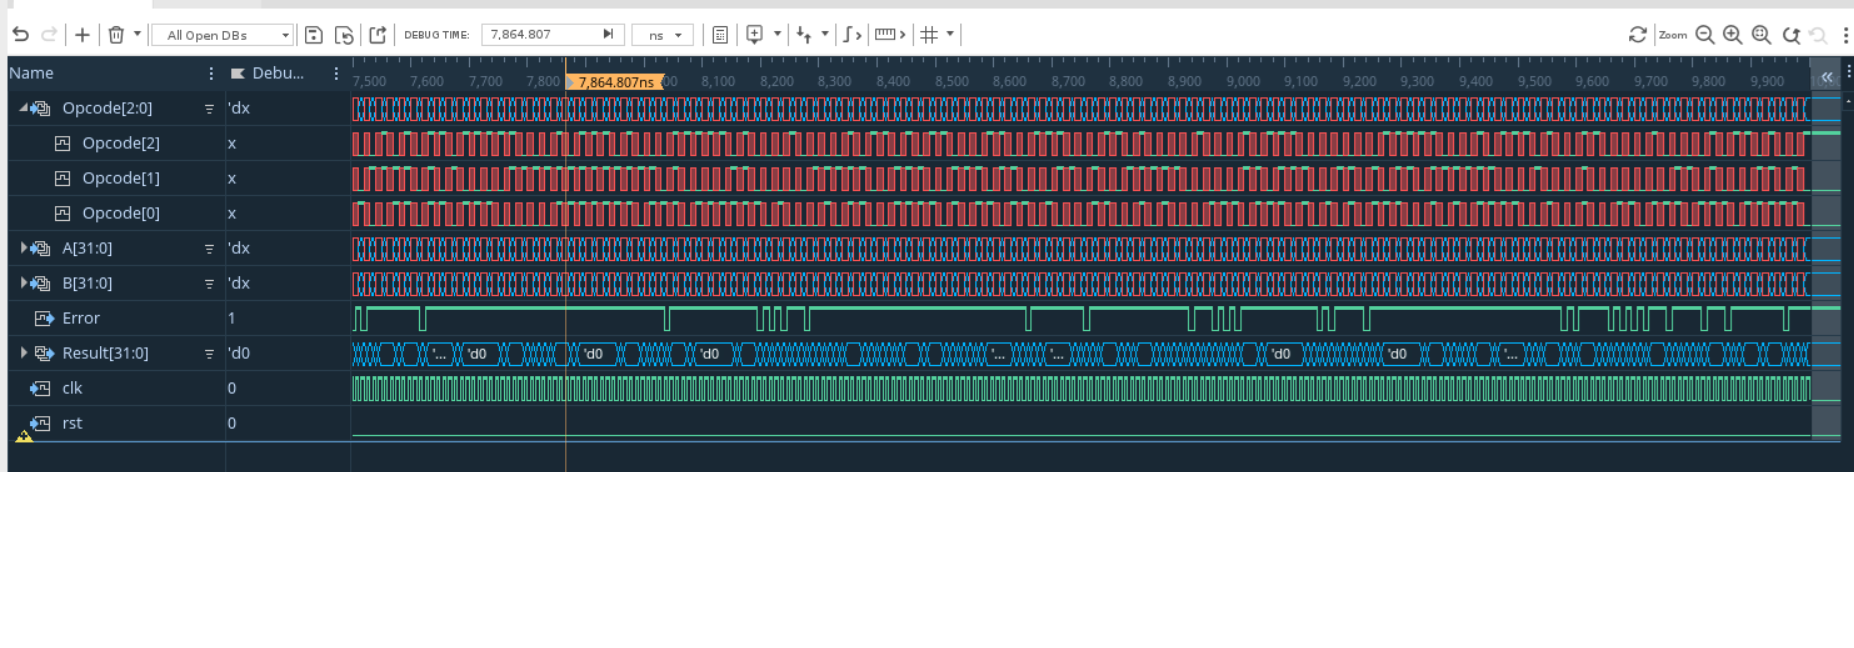 All Open DBs DEBUG TIME: 7,864.807 ns Zoom
Name Debu... 7,500 7,600 7,700 7,800 7,864.807ns 00 8,100 8,200 8,300 8,400 8,500 8,600 8,700 8,800 8,900 9,000 9,100 9,200 9,300 9,400 9,500 9,600 9,700 9,800 9,900
Opcode[2:0] 'dx
Opcode[2] x
Opcode[1] x
Opcode[0] x
A[31:0] 'dx
B[31:0] 'dx
Error 1
Result[31:0] 'd0 '... 'd0 'd0 'd0 '... '... 'd0 'd0 '...
clk 0
rst 0